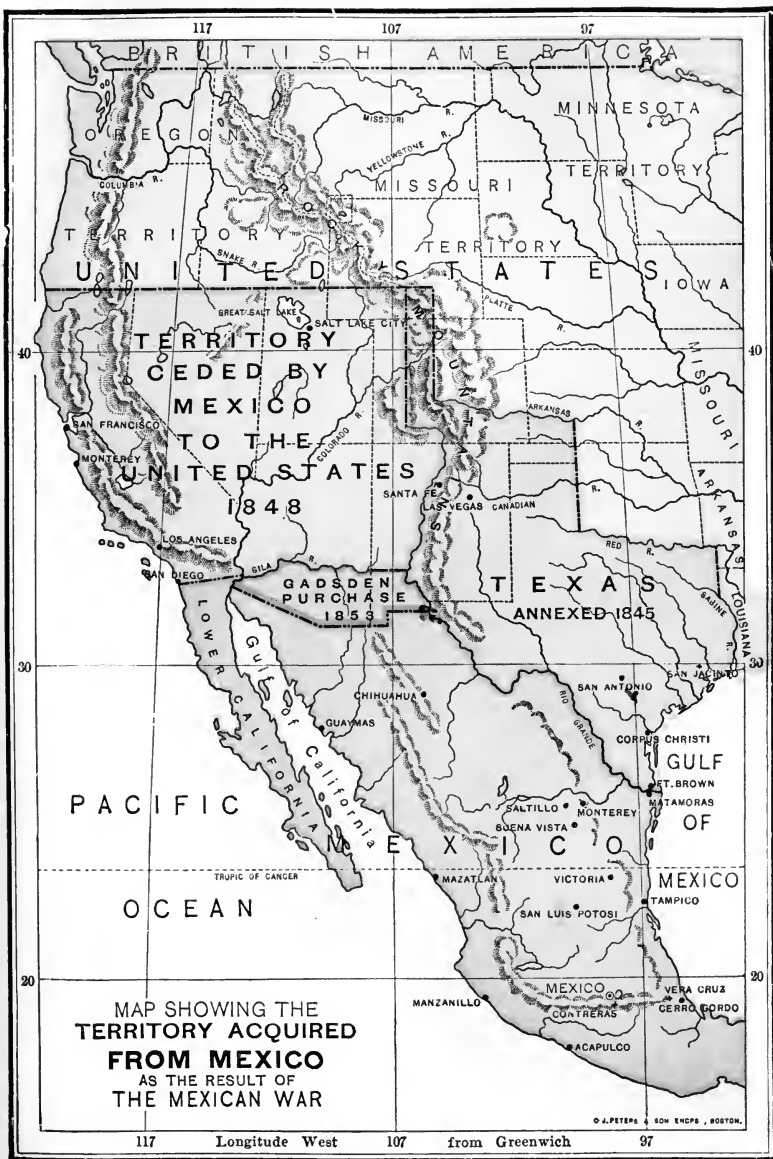 117 107 97
BRITISH AMERICA
MISSOURI R.
MINNESOTA
OREGON
YELLOWSTONE R.
MISSOURI
TERRITORY
COLUMBIA R.
ROCKY
TERRITORY
TERRITORY
SNAKE R.
UNITED STATES
IOWA
MOUNTAINS
PLATTE R.
GREAT SALT LAKE
SALT LAKE CITY
40 40
TERRITORY
CEDED BY
MEXICO
TO THE
UNITED STATES
1848
MISSOURI
COLORADO R.
ARKANSAS R.
SAN FRANCISCO
MONTEREY
ARKANSAS
SANTA FE
LAS VEGAS
CANADIAN R.
LOS ANGELES
RED R.
SAN DIEGO
GILA R.
GADSDEN
PURCHASE
1853
TEXAS
ANNEXED 1845
SABINE R.
LOUISIANA
LOWER CALIFORNIA
Gulf of California
30 30
SAN JACINTO
SAN ANTONIO
CHIHUAHUA
GUAYMAS
RIO GRANDE
CORPUS CHRISTI
GULF
OF
MEXICO
FT. BROWN
MATAMORAS
PACIFIC
OCEAN
SALTILLO
MONTEREY
BUENA VISTA
MEXICO
TROPIC OF CANCER
MAZATLAN
VICTORIA
TAMPICO
SAN LUIS POTOSI
20 20
MEXICO
VERA CRUZ
MANZANILLO
CONTRERAS
CERRO GORDO
ACAPULCO
MAP SHOWING THE
TERRITORY ACQUIRED
FROM MEXICO
AS THE RESULT OF
THE MEXICAN WAR
J. PETERS & SON ENGRS., BOSTON.
117 Longitude West 107 from Greenwich 97